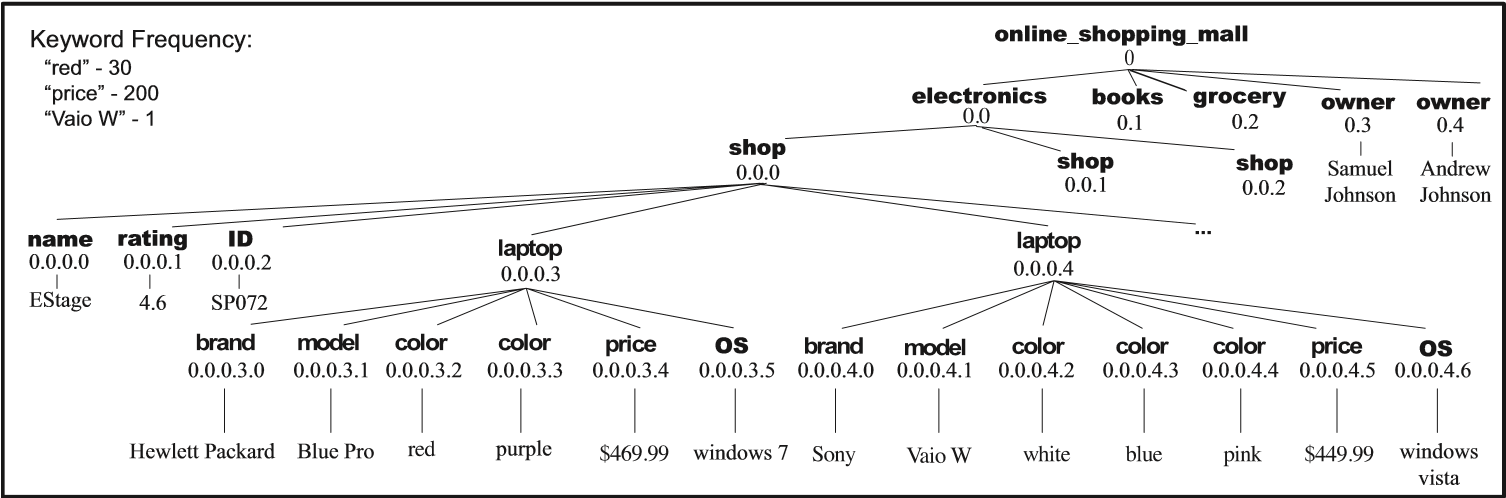 Keyword Frequency:
“red” - 30
“price” - 200
“Vaio W” - 1
online_shopping_mall
0
electronics books grocery owner owner
0.0 0.1 0.2 0.3 0.4
Samuel Johnson
Andrew Johnson
shop shop shop
0.0.0 0.0.1 0.0.2
name rating ID laptop laptop ...
0.0.0.0 0.0.0.1 0.0.0.2 0.0.0.3 0.0.0.4
EStage 4.6 SP072
brand model color color price OS brand model color color color price OS
0.0.0.3.0 0.0.0.3.1 0.0.0.3.2 0.0.0.3.3 0.0.0.3.4 0.0.0.3.5 0.0.0.4.0 0.0.0.4.1 0.0.0.4.2 0.0.0.4.3 0.0.0.4.4 0.0.0.4.5 0.0.0.4.6
Hewlett Packard Blue Pro red purple $469.99 windows 7 Sony Vaio W white blue pink $449.99 windows
vista